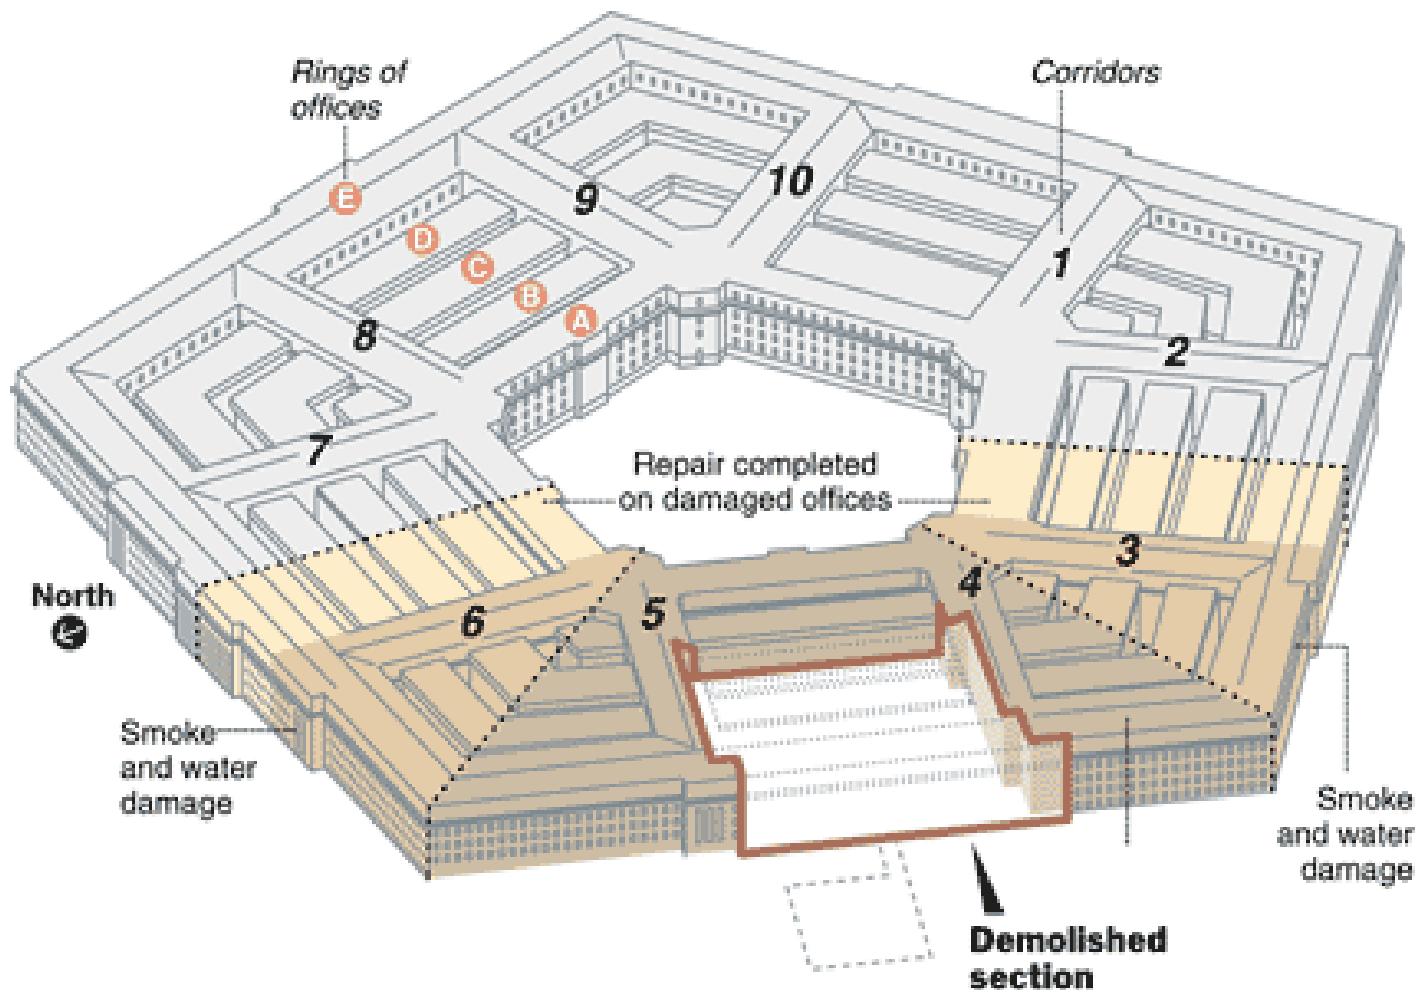 Rings of
offices
Corridors
E
D
C
B
A
9
10
1
8
2
7
Repair completed
on damaged offices
3
North
6
5
4
Smoke
and water
damage
Smoke
and water
damage
Demolished
section